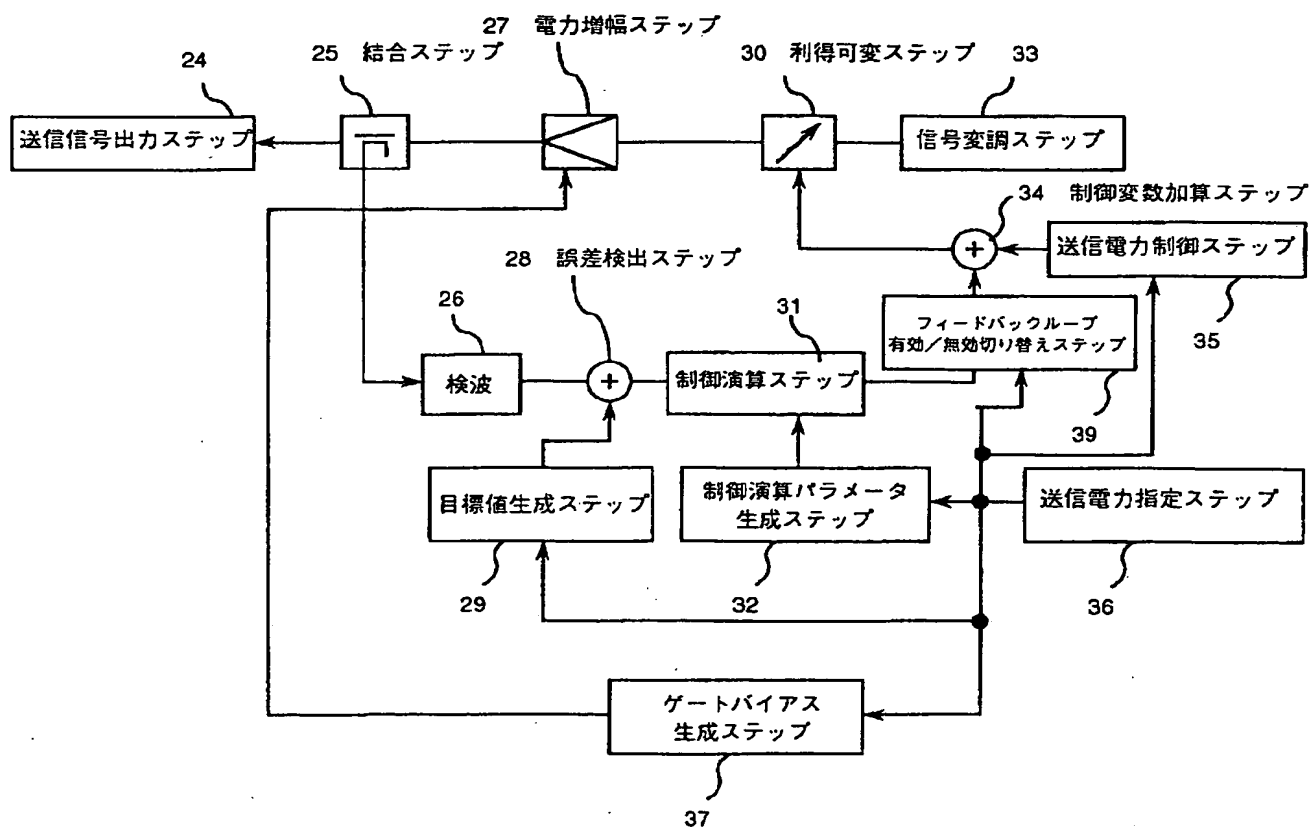 27 電力増幅ステップ
25 結合ステップ
30 利得可変ステップ
33
24
送信信号出力ステップ
信号変調ステップ
34 制御変数加算ステップ
+
送信電力制御ステップ
28 誤差検出ステップ
26
31
フィードバックループ
有効/無効切り替えステップ
35
検波
+
制御演算ステップ
39
目標値生成ステップ
制御演算パラメータ
生成ステップ
送信電力指定ステップ
29
32
36
ゲートバイアス
生成ステップ
37